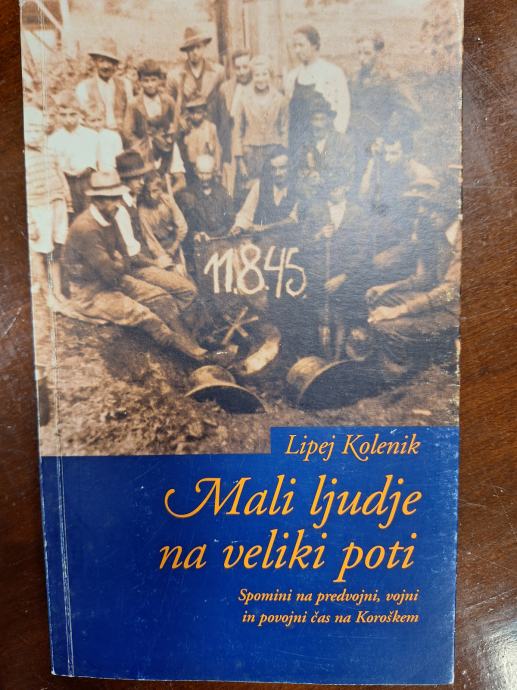 11.8.45.
Lipej Kolenik
Mali ljudje
na veliki poti
Spomini na predvojni, vojni
in povojni čas na Koroškem